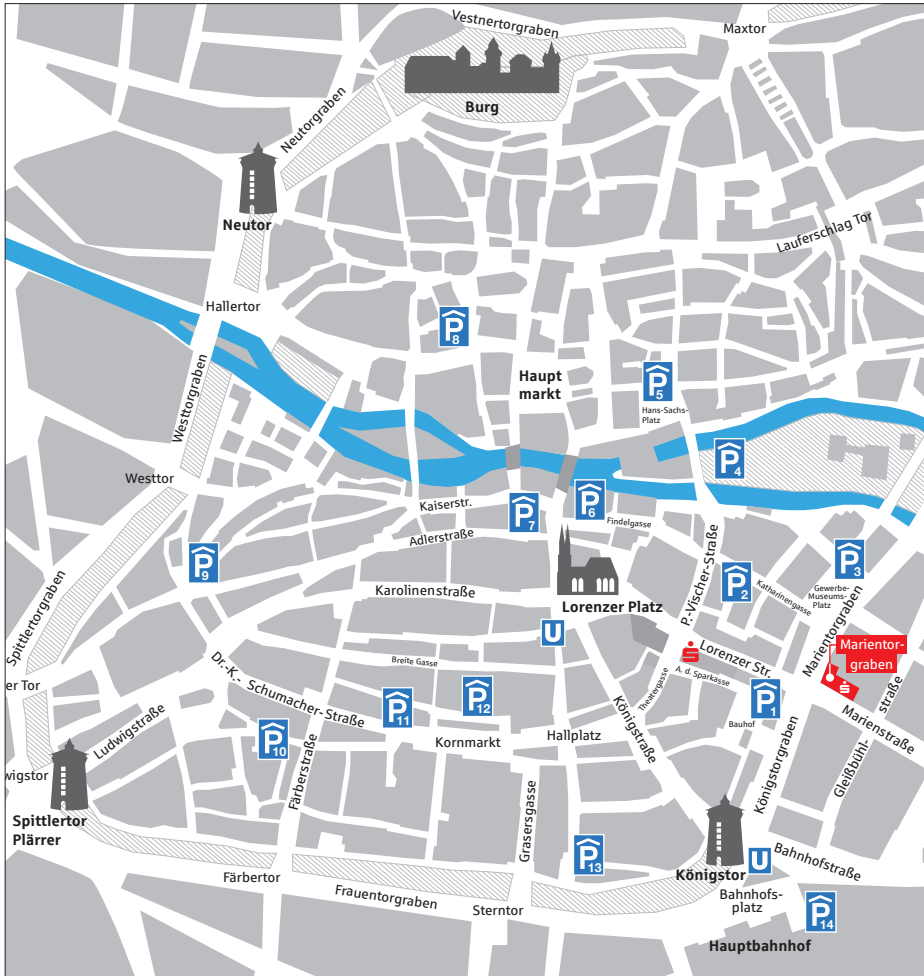 Vestnertorgraben
Maxtor
Burg
Neutorgraben
Neutor
Lauferschlag Tor
Hallertor
P
8
Haupt
markt
P
5
Hans-Sachs-
Platz
Westtorgraben
P
4
Westtor
Kaiserstr.
P
7
P
6
Findelgasse
Adlerstraße
P.-Vischer-Straße
P
9
P
3
Gewerbe-
Museums-
Platz
P
2
Katharinengasse
Karolinenstraße
Lorenzer Platz
U
Spittlertorgraben
Marientorgraben
Marientor-
graben
Lorenzer Str.
Breite Gasse
A. d. Sparkasse
Theatergasse
Dr.-K.- Schumacher-Straße
er Tor
P
11
P
12
P
1
Bauhof
Marienstraße
Gleißbühl-
straße
Ludwigstraße
P
10
Kornmarkt
Hallplatz
Königstraße
Königstorgraben
Färberstraße
Grasersgasse
wigstor
Spittlertor
Plärrer
P
13
U
Bahnhofstraße
Königstor
Färbertor
Frauentorgraben
Sterntor
Bahnhofs-
platz
P
14
Hauptbahnhof